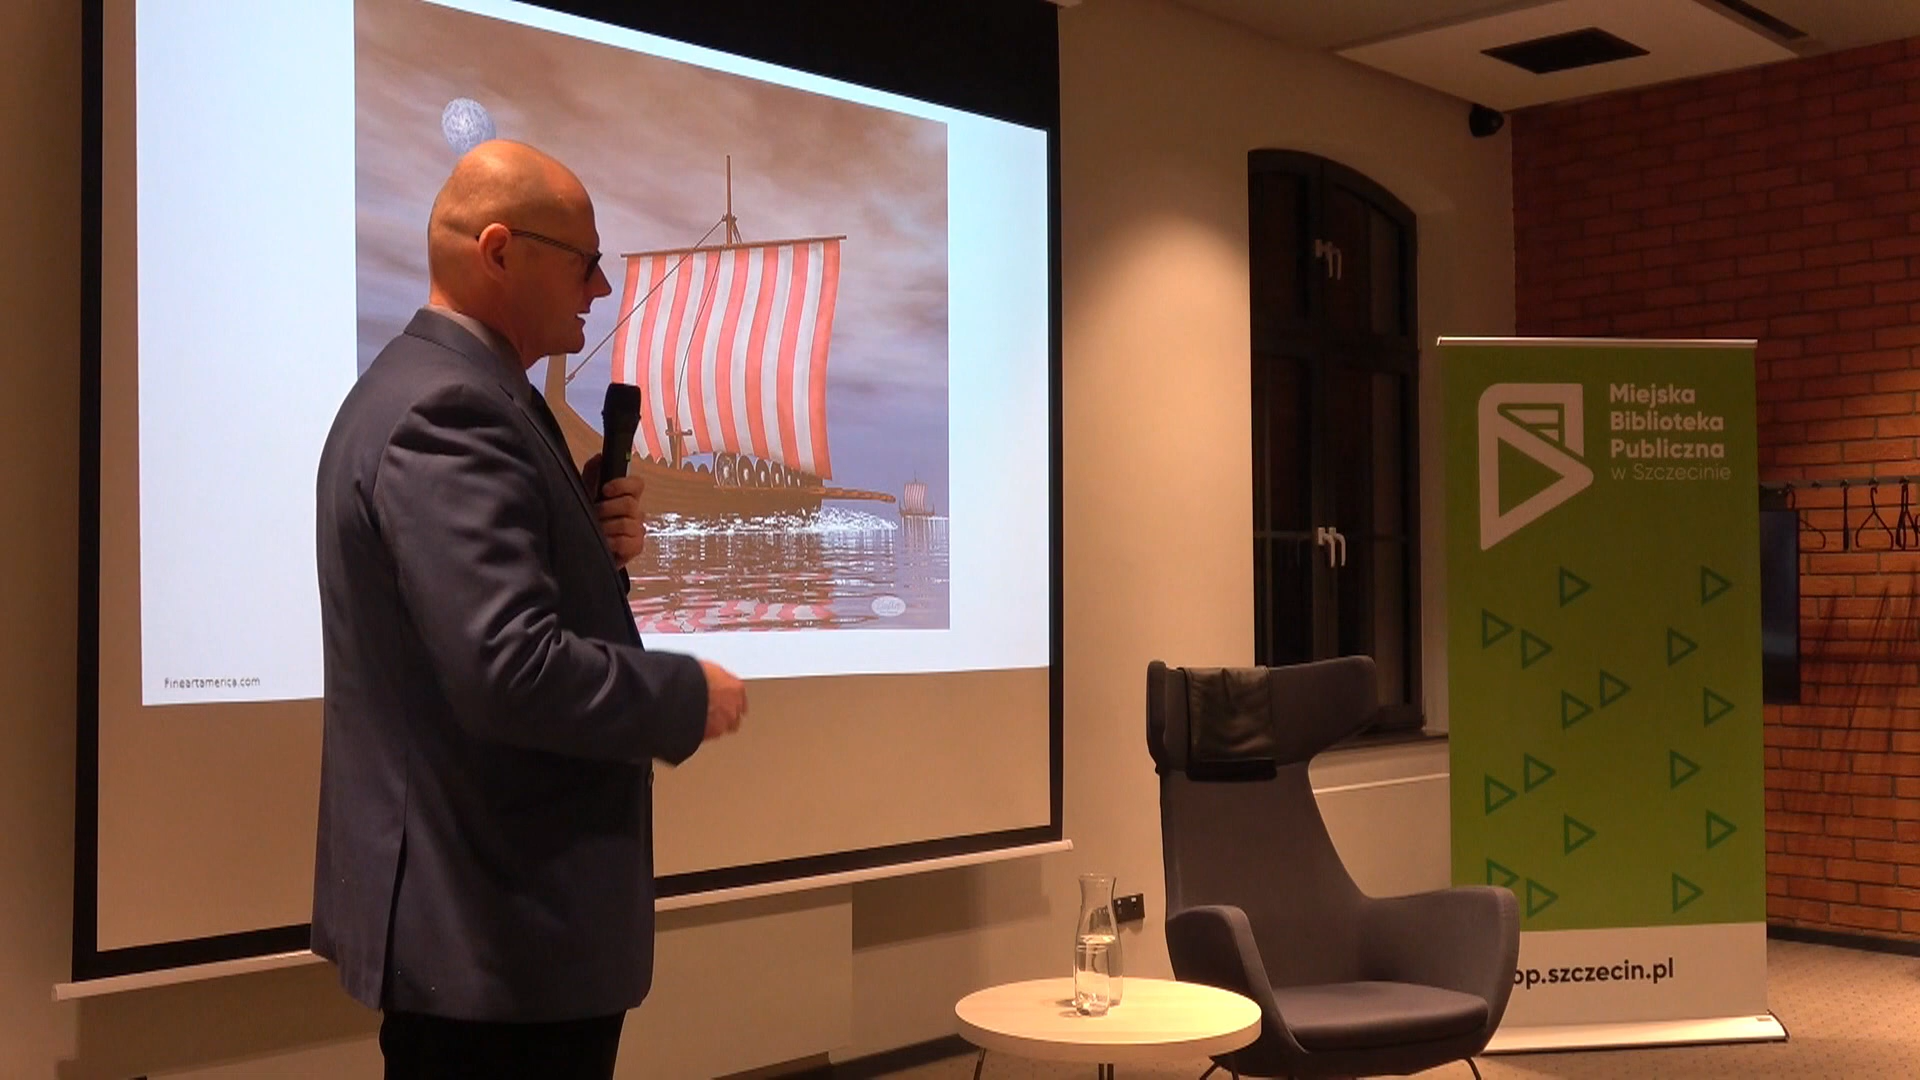 Fineartamerica.com
Miejska
Biblioteka
Publiczna
w Szczecinie
op.szczecin.pl